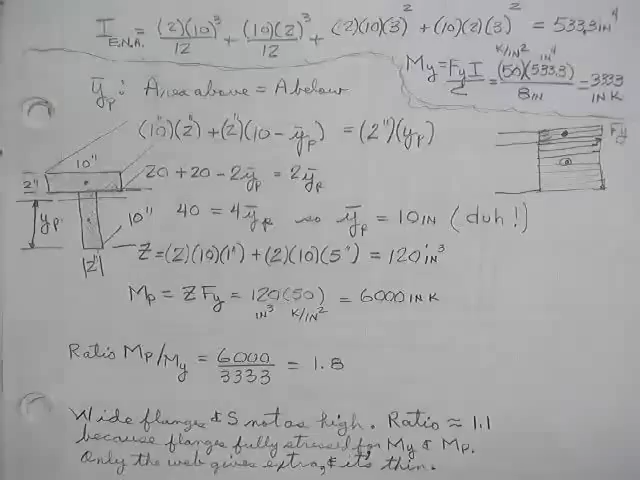 I E.N.A. = (2)(10)³/12 + (10)(2)³/12 + (2)(10)(3)² + (10)(2)(3)² = 533.3 in⁴
My = FyI/c = (50)(533.3)/8 IN = 3333 IN K
K/IN² IN⁴
ȳp: Area above = A below
(10")(2") + (2")(10 - ȳp) = (2")(yp)
10"
2"
20 + 20 - 2ȳp = 2ȳp
yp
10"
40 = 4ȳp so ȳp = 10 IN (duh!)
|2"|
Z = (2)(10)(1") + (2)(10)(5") = 120 in³
Mp = Z Fy = 120(50) = 6000 IN K
IN³ K/IN²
Ratio Mp/My = 6000/3333 = 1.8
Wide flanges & S not as high. Ratio ≈ 1.1
because flanges fully stressed for My & Mp.
Only the web gives extra, & it's thin.